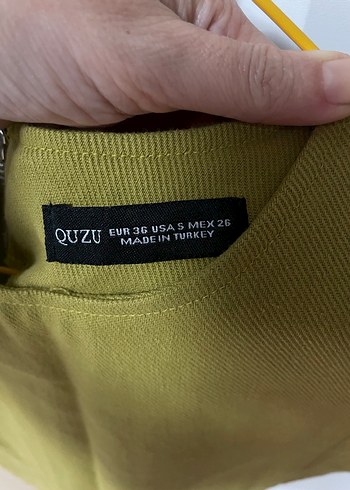 QUZU
EUR 36 USA S MEX 26
MADE IN TURKEY